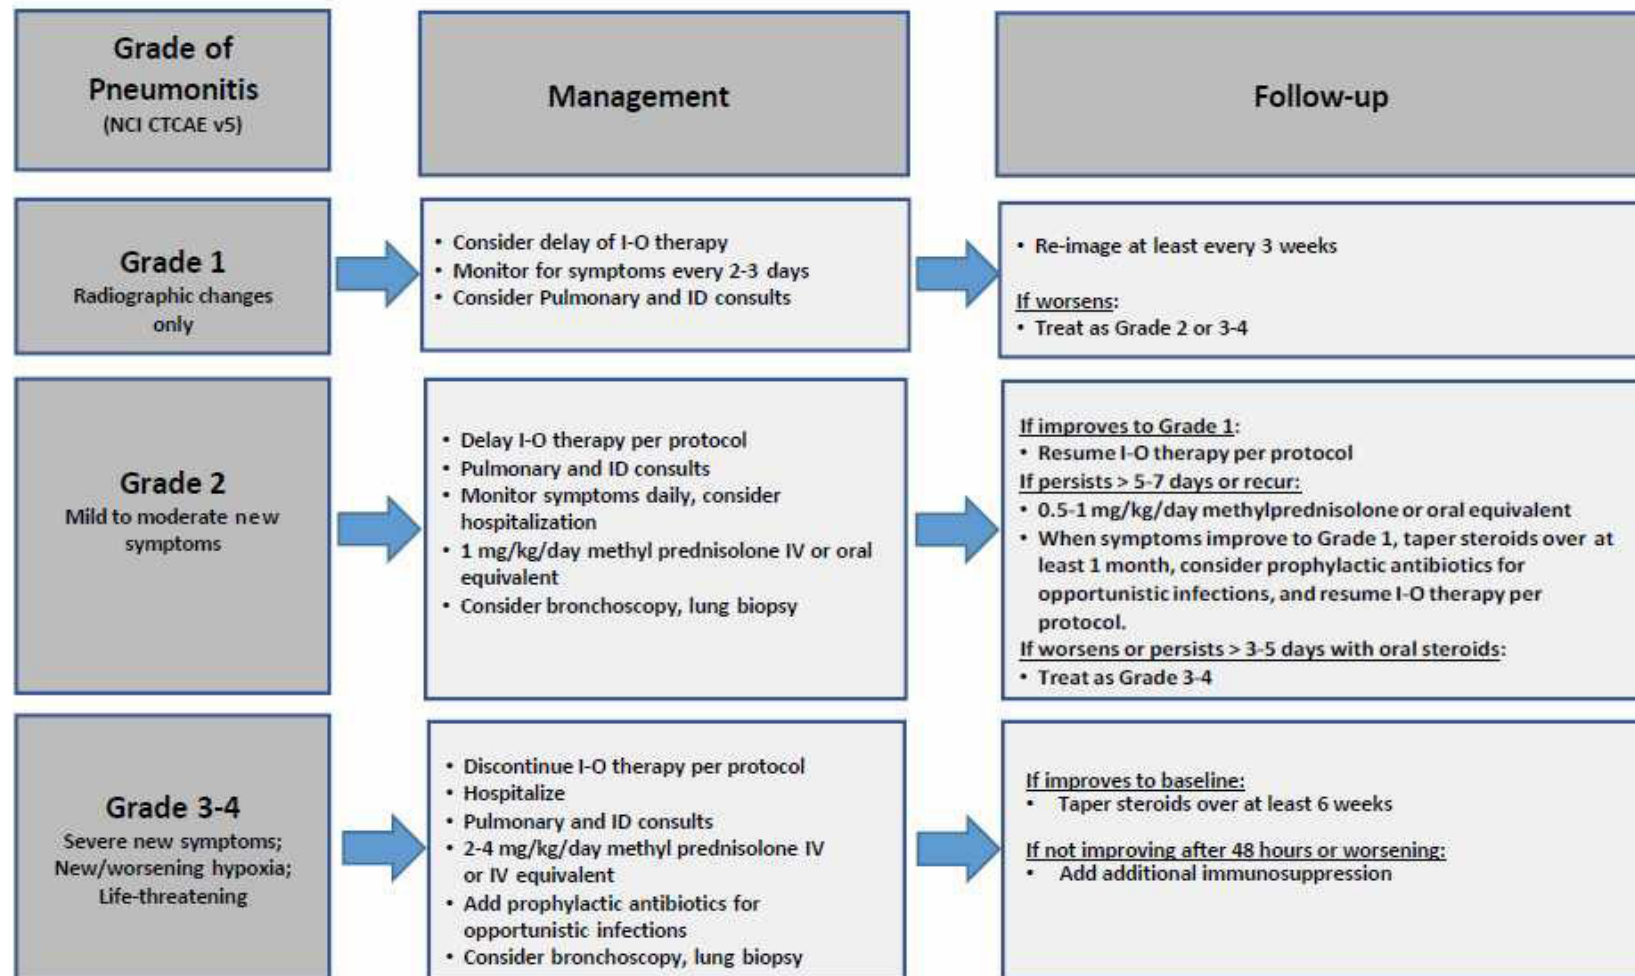 Grade of
Pneumonitis
(NCI CTCAE v5)
Management
Follow-up
Grade 1
Radiographic changes
only
• Consider delay of I-O therapy
• Monitor for symptoms every 2-3 days
• Consider Pulmonary and ID consults
• Re-image at least every 3 weeks
If worsens:
• Treat as Grade 2 or 3-4
Grade 2
Mild to moderate new
symptoms
• Delay I-O therapy per protocol
• Pulmonary and ID consults
• Monitor symptoms daily, consider
hospitalization
• 1 mg/kg/day methyl prednisolone IV or oral
equivalent
• Consider bronchoscopy, lung biopsy
If improves to Grade 1:
• Resume I-O therapy per protocol
If persists > 5-7 days or recur:
• 0.5-1 mg/kg/day methylprednisolone or oral equivalent
• When symptoms improve to Grade 1, taper steroids over at
least 1 month, consider prophylactic antibiotics for
opportunistic infections, and resume I-O therapy per
protocol.
If worsens or persists > 3-5 days with oral steroids:
• Treat as Grade 3-4
Grade 3-4
Severe new symptoms;
New/worsening hypoxia;
Life-threatening
• Discontinue I-O therapy per protocol
• Hospitalize
• Pulmonary and ID consults
• 2-4 mg/kg/day methyl prednisolone IV
or IV equivalent
• Add prophylactic antibiotics for
opportunistic infections
• Consider bronchoscopy, lung biopsy
If improves to baseline:
• Taper steroids over at least 6 weeks
If not improving after 48 hours or worsening:
• Add additional immunosuppression